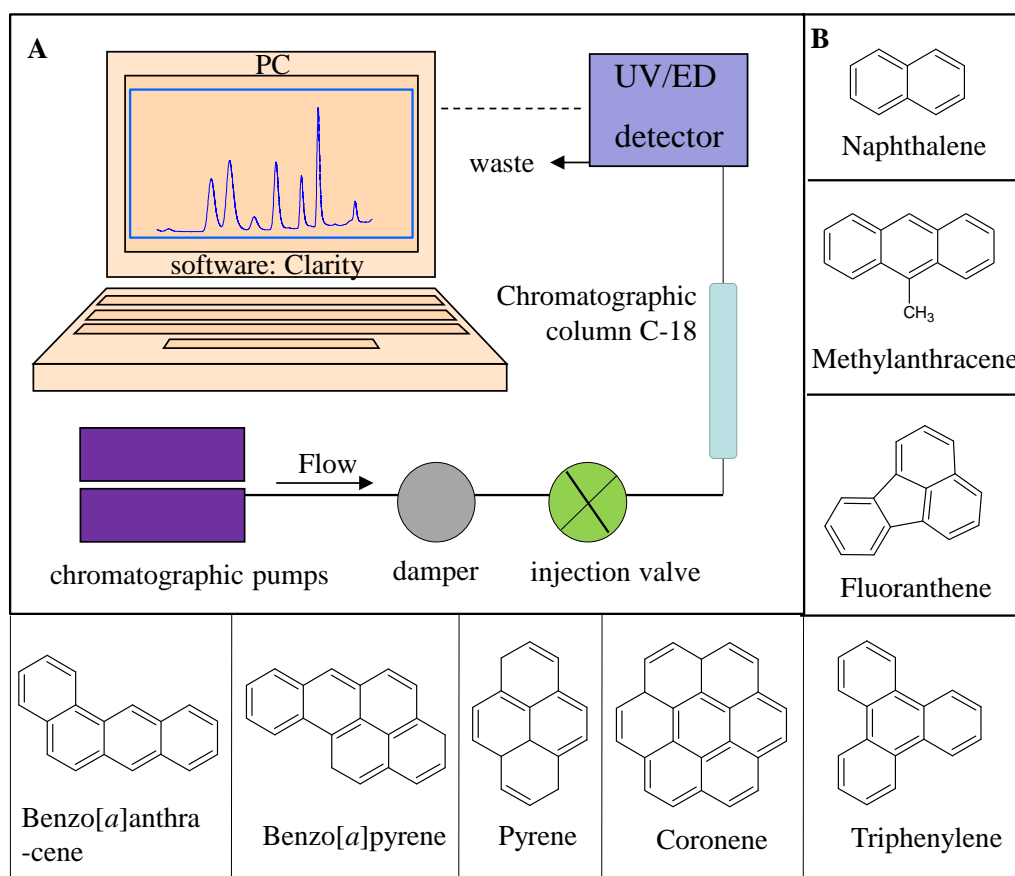 A
PC
software: Clarity
UV/ED
detector
waste
Chromatographic
column C-18
Flow
chromatographic pumps
damper
injection valve
B
Naphthalene
CH3
Methylanthracene
Fluoranthene
Benzo[a]anthra
-cene
Benzo[a]pyrene
Pyrene
Coronene
Triphenylene